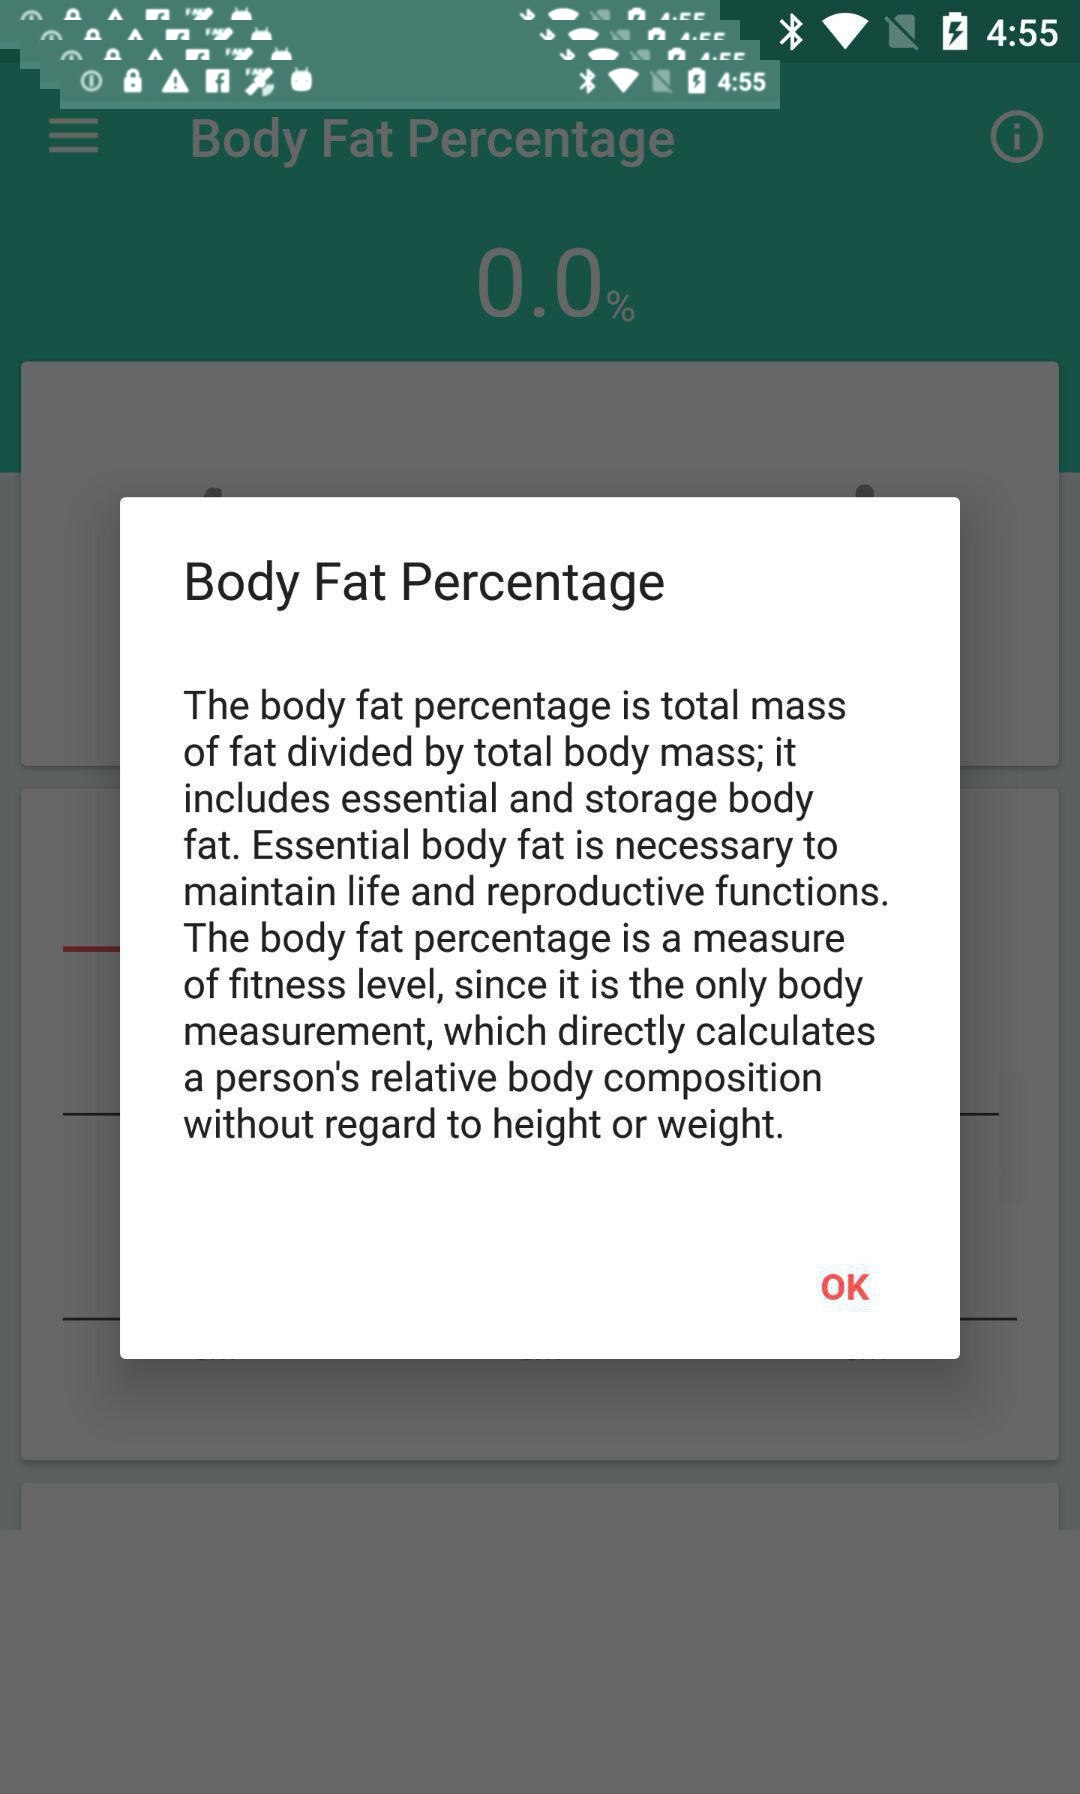 4:55
4:55
Body Fat Percentage
0.0%
Body Fat Percentage
The body fat percentage is total mass
of fat divided by total body mass; it
includes essential and storage body
fat. Essential body fat is necessary to
maintain life and reproductive functions.
The body fat percentage is a measure
of fitness level, since it is the only body
measurement, which directly calculates
a person's relative body composition
without regard to height or weight.
OK